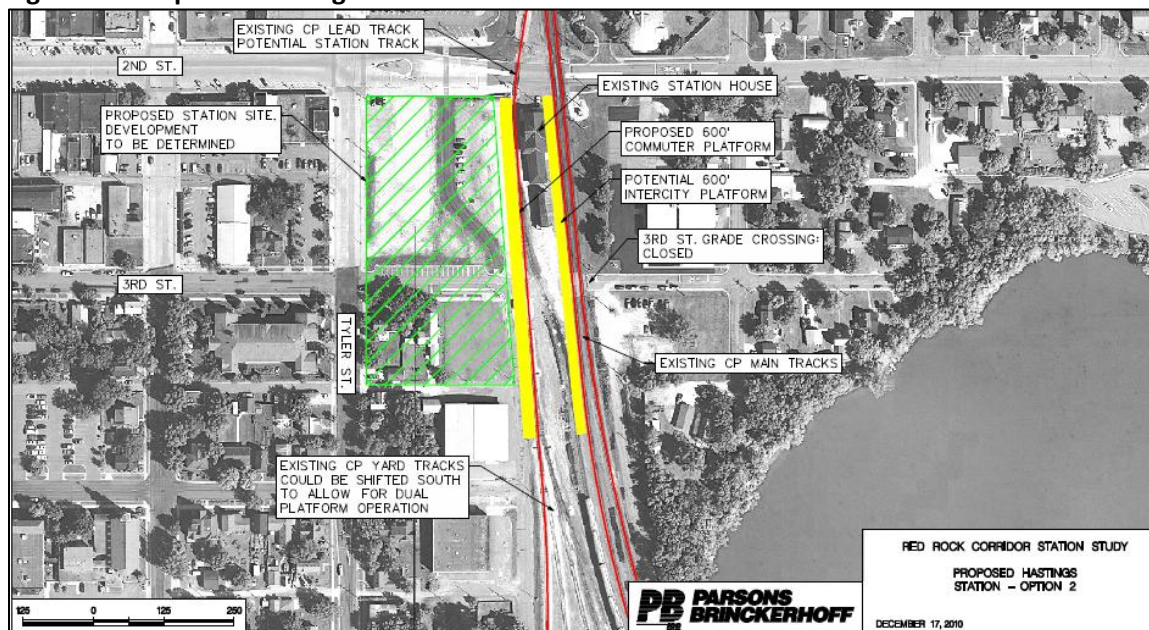 EXISTING CP LEAD TRACK
POTENTIAL STATION TRACK
2ND ST.
EXISTING STATION HOUSE
PROPOSED STATION SITE.
DEVELOPMENT
TO BE DETERMINED
PROPOSED 600'
COMMUTER PLATFORM
POTENTIAL 600'
INTERCITY PLATFORM
3RD ST. GRADE CROSSING:
CLOSED
3RD ST.
TYLER ST.
EXISTING CP MAIN TRACKS
EXISTING CP YARD TRACKS
COULD BE SHIFTED SOUTH
TO ALLOW FOR DUAL
PLATFORM OPERATION
125 0 125 250
PB PARSONS
BRINCKERHOFF
RED ROCK CORRIDOR STATION STUDY
PROPOSED HASTINGS
STATION - OPTION 2
DECEMBER 17, 2010